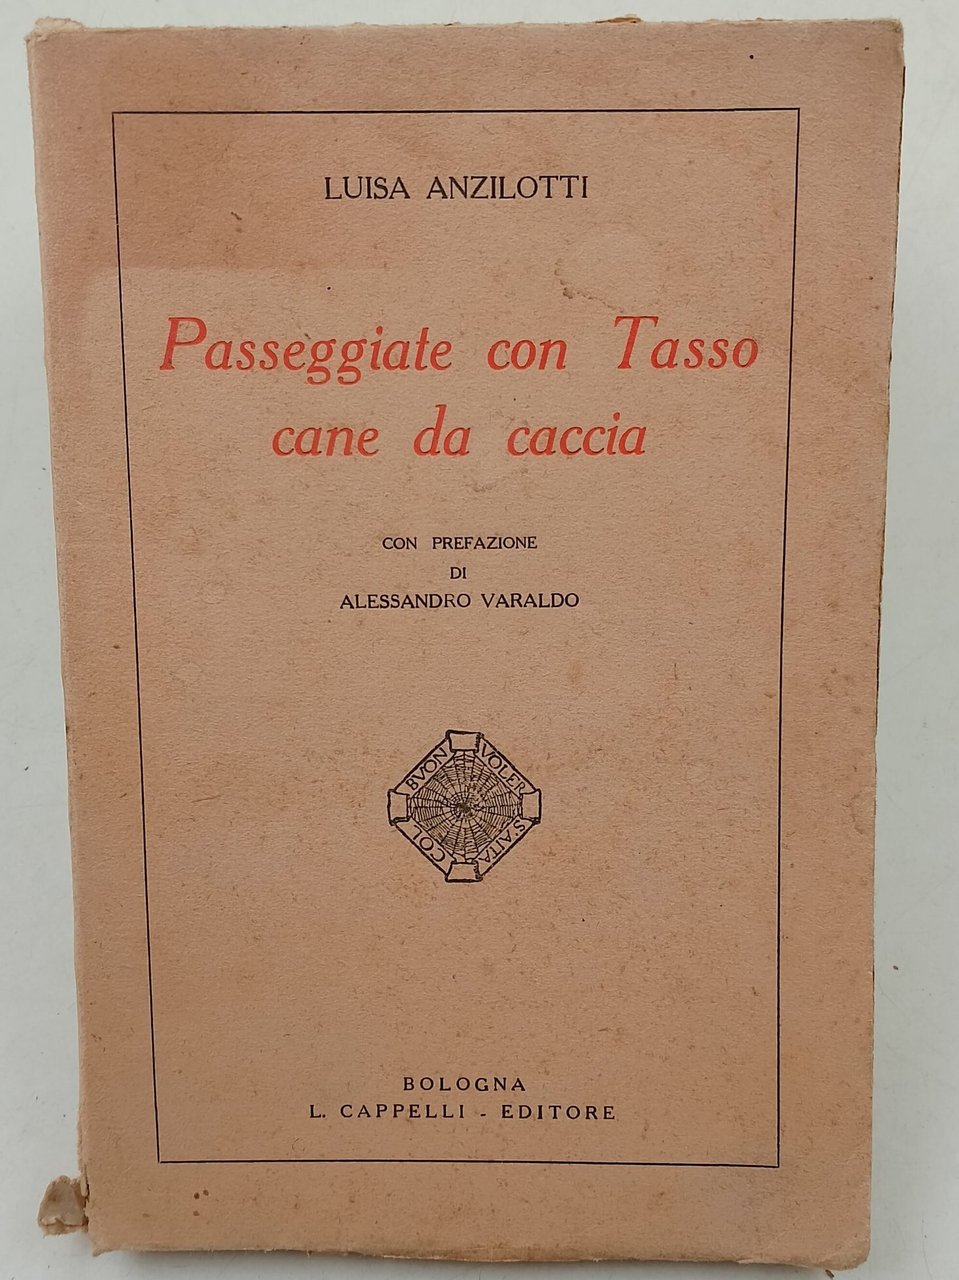 LUISA ANZILOTTI
Passeggiate con Tasso
cane da caccia
CON PREFAZIONE
DI
ALESSANDRO VARALDO
COL BUON VOLER S'AITA
BOLOGNA
L. CAPPELLI - EDITORE